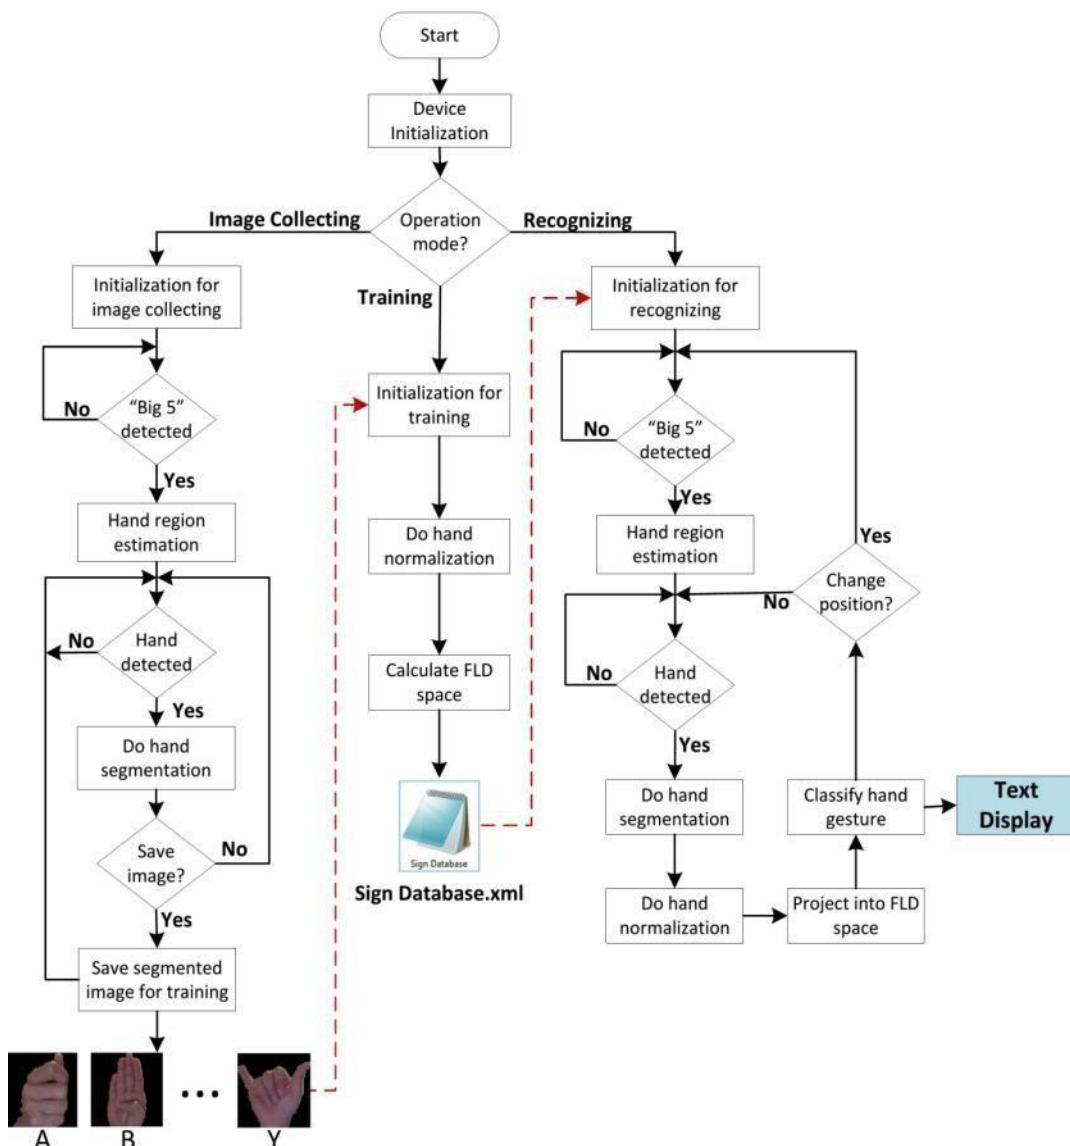 Start
Device
Initialization
Operation
mode?
Image Collecting
Recognizing
Training
Initialization for
image collecting
"Big 5"
detected
No
Yes
Hand region
estimation
Hand
detected
No
Yes
Do hand
segmentation
Save
image?
No
Yes
Save segmented
image for training
A
B
...
Y
Initialization for
training
Do hand
normalization
Calculate FLD
space
Sign Database
Sign Database.xml
Initialization for
recognizing
"Big 5"
detected
No
Yes
Hand region
estimation
Hand
detected
No
Yes
Do hand
segmentation
Do hand
normalization
Project into FLD
space
Classify hand
gesture
Text
Display
Change
position?
No
Yes